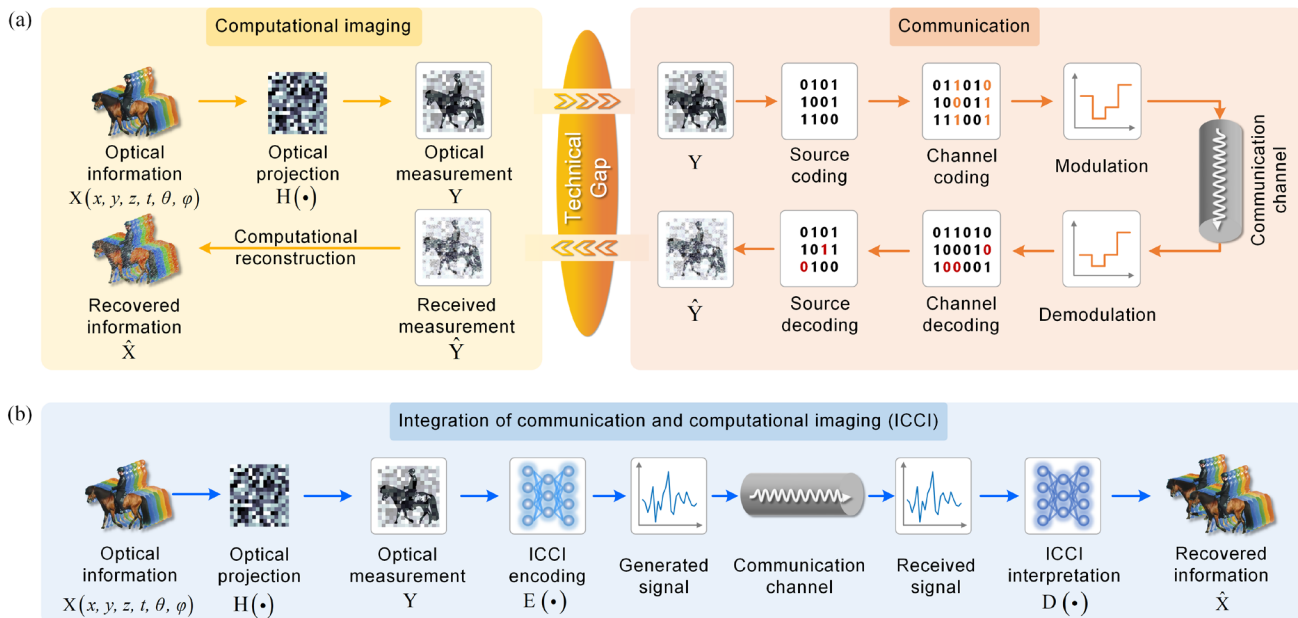 (a)
Computational imaging
Communication
Optical
information
X(x, y, z, t, θ, φ)
Optical
projection
H(•)
Optical
measurement
Y
Technical
Gap
Y
0101
1001
1100
Source
coding
011010
100011
111001
Channel
coding
Modulation
Communication
channel
Recovered
information
X̂
Computational
reconstruction
Received
measurement
Ŷ
Ŷ
0101
1011
0100
Source
decoding
011010
100010
100001
Channel
decoding
Demodulation
(b)
Integration of communication and computational imaging (ICCI)
Optical
information
X(x, y, z, t, θ, φ)
Optical
projection
H(•)
Optical
measurement
Y
ICCI
encoding
E(•)
Generated
signal
Communication
channel
Received
signal
ICCI
interpretation
D(•)
Recovered
information
X̂